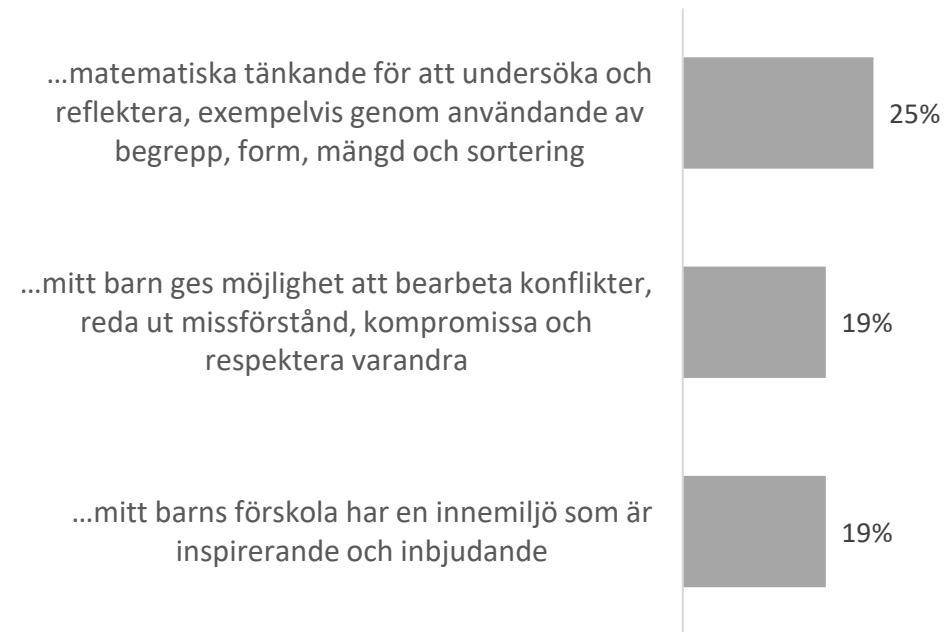 …matematiska tänkande för att undersöka och
reflektera, exempelvis genom användande av
begrepp, form, mängd och sortering
25%
…mitt barn ges möjlighet att bearbeta konflikter,
reda ut missförstånd, kompromissa och
respektera varandra
19%
…mitt barns förskola har en innemiljö som är
inspirerande och inbjudande
19%